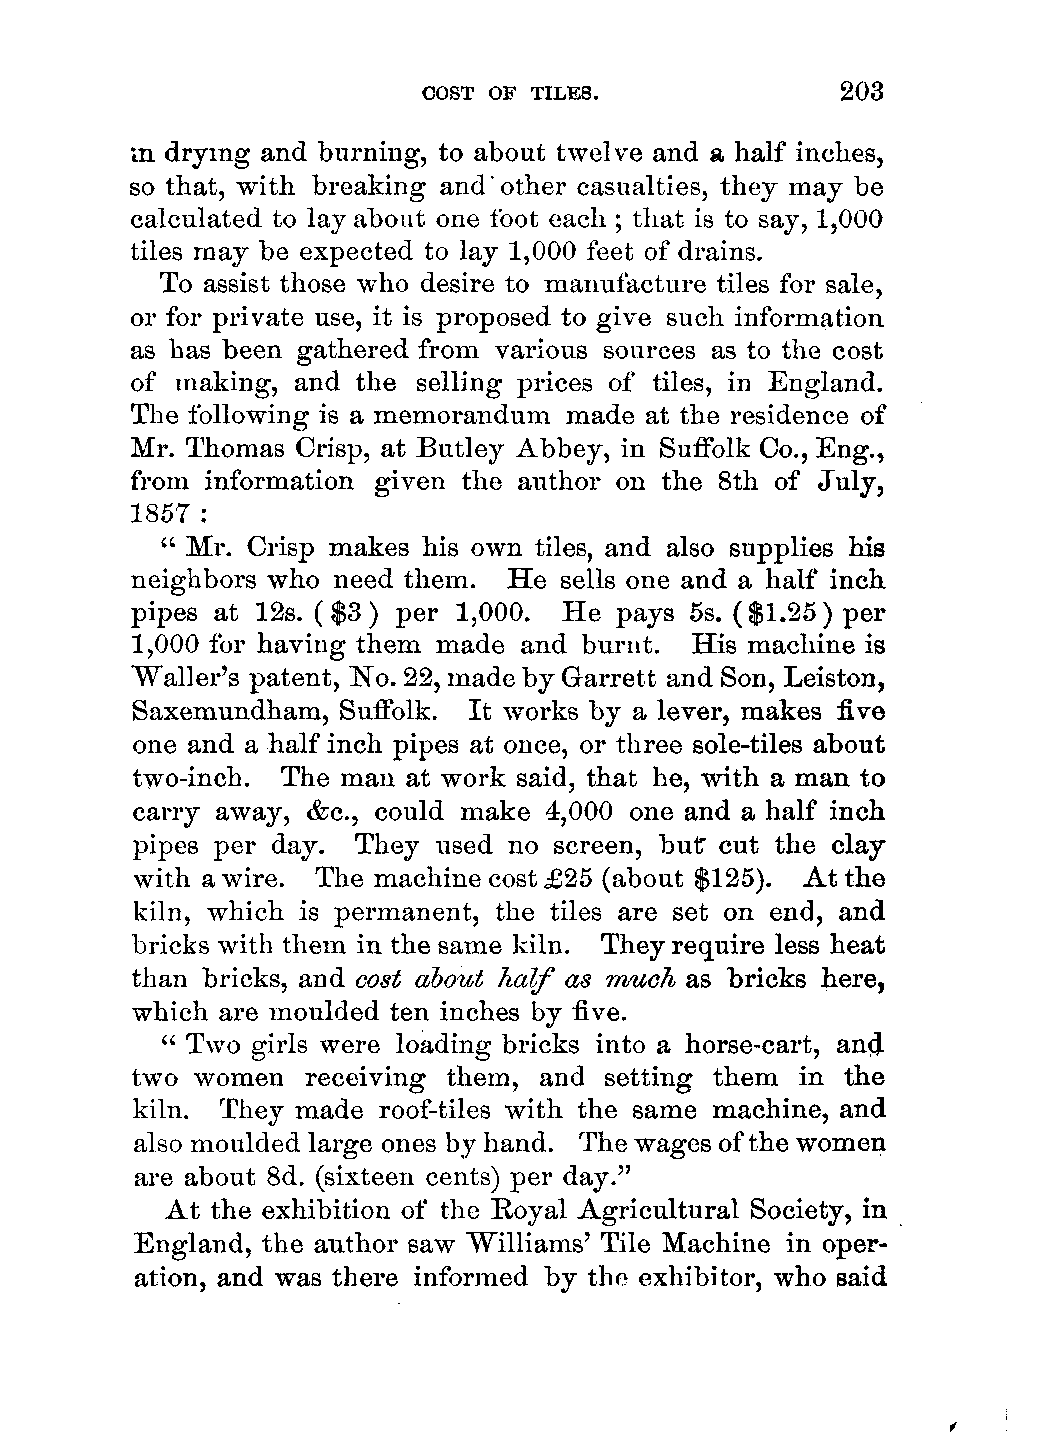 COST OF TILES. 203
in drying and burning, to about twelve and a half inches,
so that, with breaking and other casualties, they may be
calculated to lay about one foot each ; that is to say, 1,000
tiles may be expected to lay 1,000 feet of drains.
To assist those who desire to manufacture tiles for sale,
or for private use, it is proposed to give such information
as has been gathered from various sources as to the cost
of making, and the selling prices of tiles, in England.
The following is a memorandum made at the residence of
Mr. Thomas Crisp, at Butley Abbey, in Suffolk Co., Eng.,
from information given the author on the 8th of July,
1857 :
“ Mr. Crisp makes his own tiles, and also supplies his
neighbors who need them. He sells one and a half inch
pipes at 12s. ($3) per 1,000. He pays 5s. ($1.25) per
1,000 for having them made and burnt. His machine is
Waller’s patent, No. 22, made by Garrett and Son, Leiston,
Saxemundham, Suffolk. It works by a lever, makes five
one and a half inch pipes at once, or three sole-tiles about
two-inch. The man at work said, that he, with a man to
carry away, &c., could make 4,000 one and a half inch
pipes per day. They used no screen, but cut the clay
with a wire. The machine cost £25 (about $125). At the
kiln, which is permanent, the tiles are set on end, and
bricks with them in the same kiln. They require less heat
than bricks, and cost about half as much as bricks here,
which are moulded ten inches by five.
“ Two girls were loading bricks into a horse-cart, and
two women receiving them, and setting them in the
kiln. They made roof-tiles with the same machine, and
also moulded large ones by hand. The wages of the women
are about 8d. (sixteen cents) per day.”
At the exhibition of the Royal Agricultural Society, in
England, the author saw Williams’ Tile Machine in oper-
ation, and was there informed by the exhibitor, who said